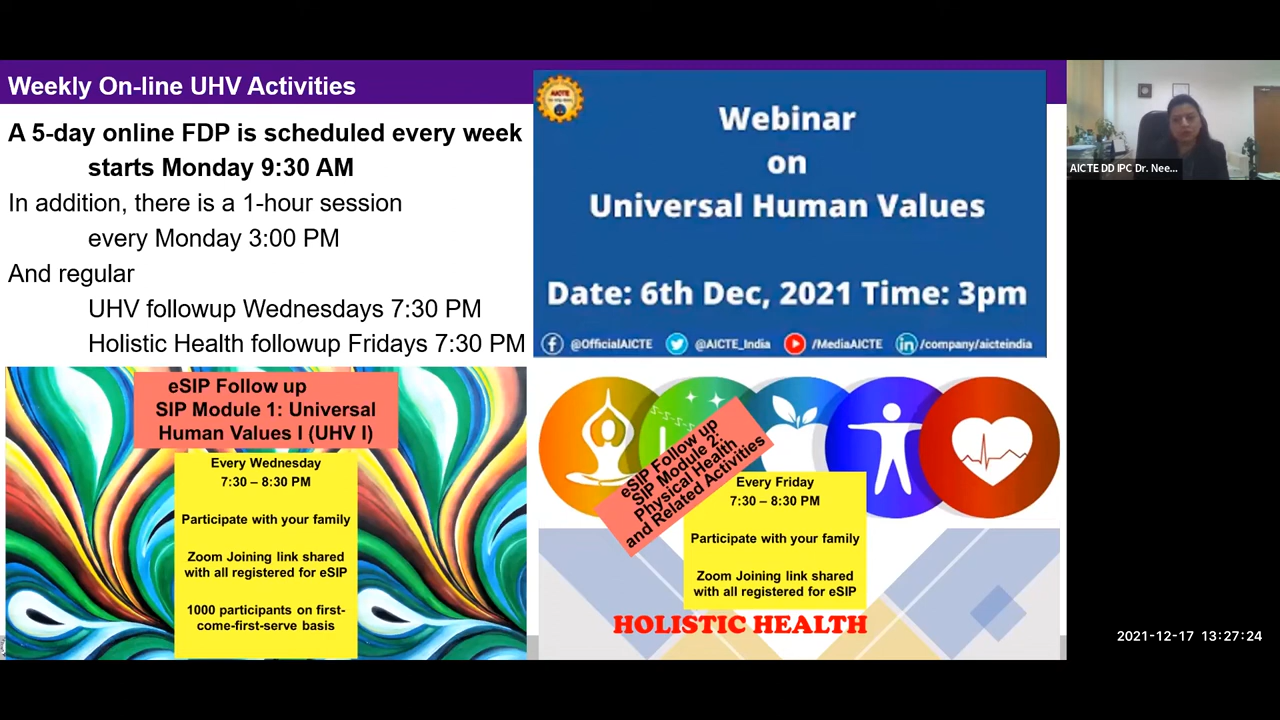 Weekly On-line UHV Activities
A 5-day online FDP is scheduled every week
starts Monday 9:30 AM
In addition, there is a 1-hour session
every Monday 3:00 PM
And regular
UHV followup Wednesdays 7:30 PM
Holistic Health followup Fridays 7:30 PM
AICTE
Webinar
on
Universal Human Values
Date: 6th Dec, 2021 Time: 3pm
@OfficialAICTE @AICTE_India /MediaAICTE /company/aicteindia
AICTE DD IPC Dr. Nee...
eSIP Follow up
SIP Module 1: Universal
Human Values I (UHV I)
Every Wednesday
7:30 – 8:30 PM
Participate with your family
Zoom Joining link shared
with all registered for eSIP
1000 participants on first-
come-first-serve basis
eSIP Follow up
SIP Module 2:
Physical Health
and Related Activities
Every Friday
7:30 – 8:30 PM
Participate with your family
Zoom Joining link shared
with all registered for eSIP
HOLISTIC HEALTH
2021-12-17 13:27:24